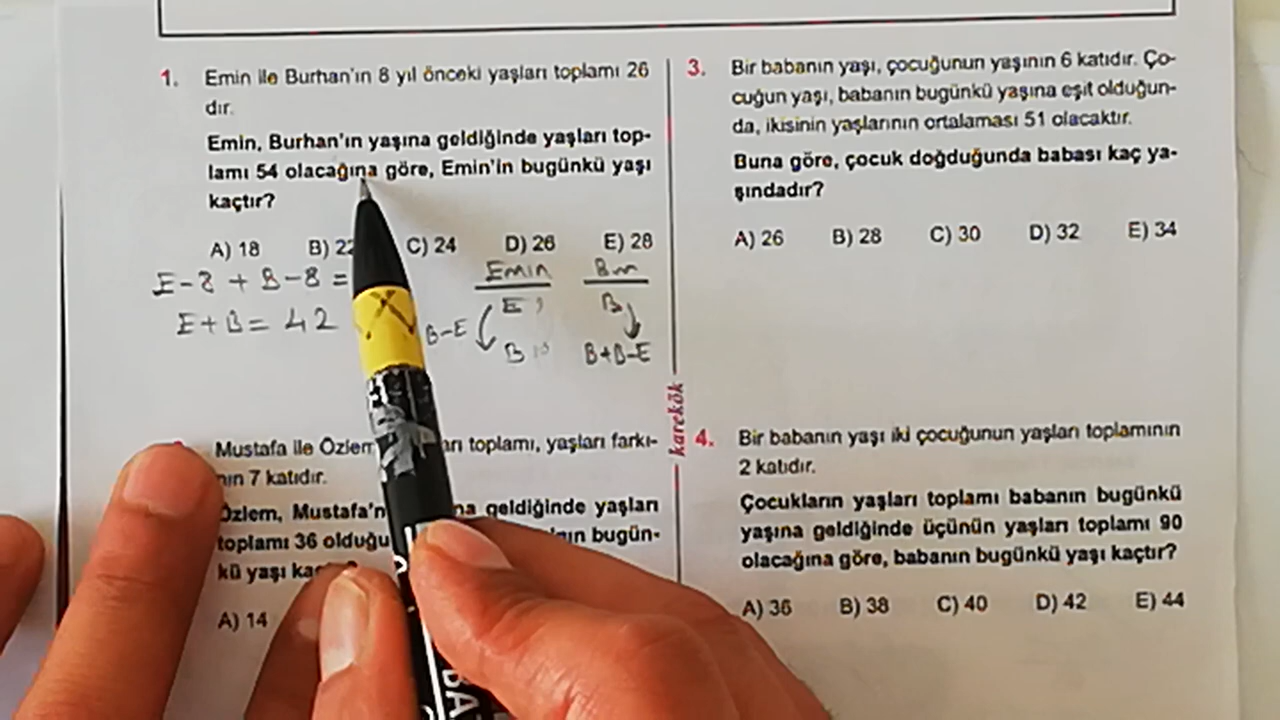 1. Emin ile Burhan'ın 8 yıl önceki yaşları toplamı 26
dır.
Emin, Burhan'ın yaşına geldiğinde yaşları top-
lamı 54 olacağına göre, Emin'in bugünkü yaşı
kaçtır?
A) 18 B) 22 C) 24 D) 26 E) 28
E-8 + B-8 =
E+B= 42
Emin
E
B-E
B
B
B+B-E
Mustafa ile Özlem toplamı, yaşları farkı-
nın 7 katıdır.
Özlem, Mustafa'n geldiğinde yaşları
toplamı 36 bugün-
kü yaşı
A) 14
karekök
3. Bir babanın yaşı, çocuğunun yaşının 6 katıdır. Ço-
cuğun yaşı, babanın bugünkü yaşına eşit olduğun-
da, ikisinin yaşlarının ortalaması 51 olacaktır.
Buna göre, çocuk doğduğunda babası kaç ya-
şındadır?
A) 26 B) 28 C) 30 D) 32 E) 34
4. Bir babanın yaşı iki çocuğunun yaşları toplamının
2 katıdır.
Çocukların yaşları toplamı babanın bugünkü
yaşına geldiğinde üçünün yaşları toplamı 90
olacağına göre, babanın bugünkü yaşı kaçtır?
A) 36 B) 38 C) 40 D) 42 E) 44